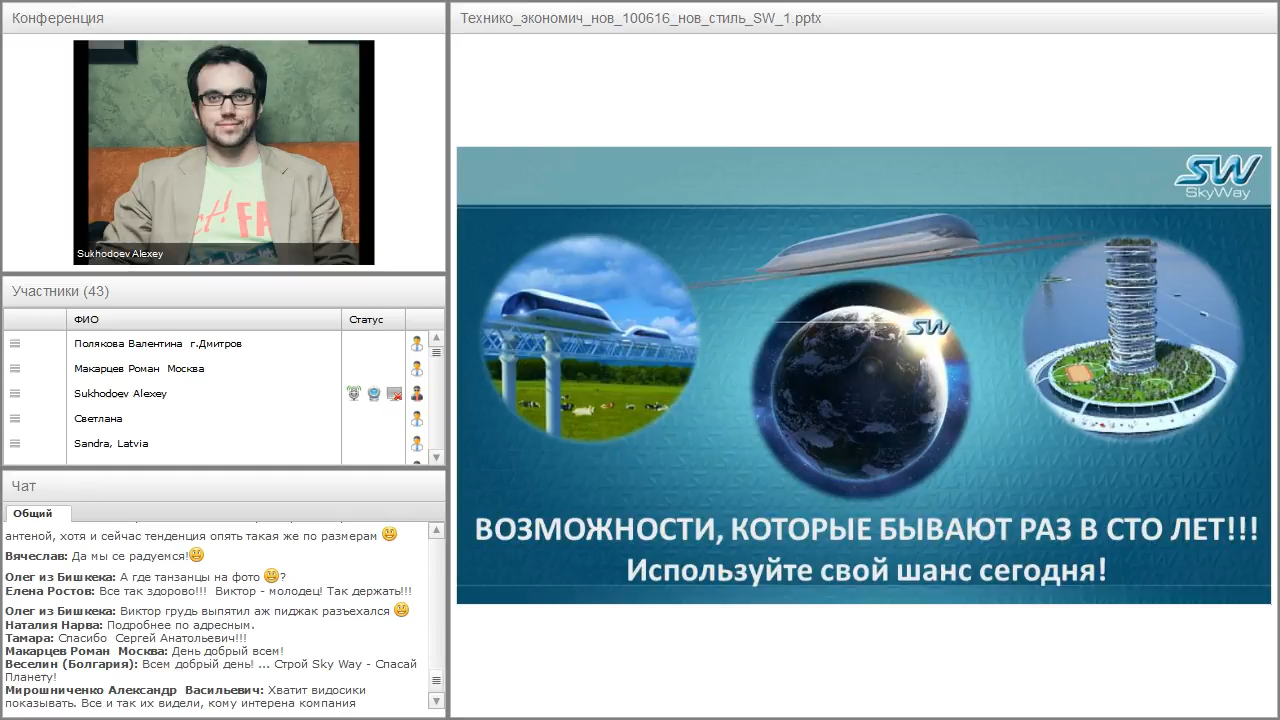 Конференция
Sukhodoev Alexey
Участники (43)
ФИО
Статус
Полякова Валентина г.Дмитров
Макарцев Роман Москва
Sukhodoev Alexey
Светлана
Sandra, Latvia
Чат
Общий
антеной, хотя и сейчас тенденция опять такая же по размерам
Вячеслав: Да мы се радуемся!
Олег из Бишкека: А где танзанцы на фото ?
Елена Ростов: Все так здорово!!! Виктор - молодец! Так держать!!!
Олег из Бишкека: Виктор грудь выпятил аж пиджак разъехался
Наталия Нарва: Подробнее по адресным.
Тамара: Спасибо Сергей Анатольевич!!!
Макарцев Роман Москва: День добрый всем!
Веселин (Болгария): Всем добрый день! ... Строй Sky Way - Спасай
Планету!
Мирошниченко Александр Васильевич: Хватит видосики
показывать. Все и так их видели, кому интерена компания
Технико_экономич_нов_100616_нов_стиль_SW_1.pptx
SW
SkyWay
SW
ВОЗМОЖНОСТИ, КОТОРЫЕ БЫВАЮТ РАЗ В СТО ЛЕТ!!!
Используйте свой шанс сегодня!